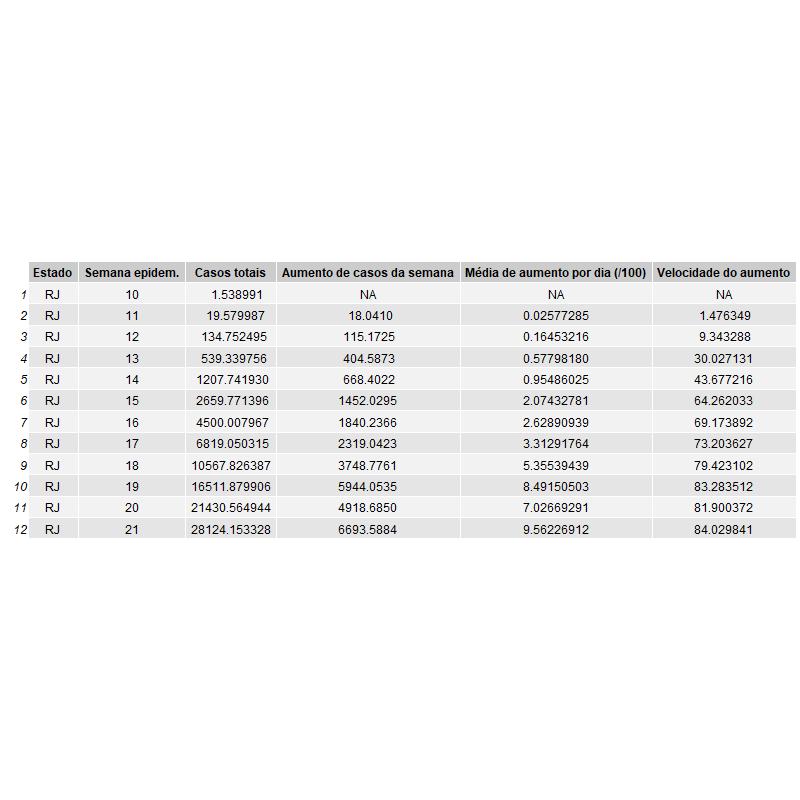 Estado Semana epidem. Casos totais Aumento de casos da semana Média de aumento por dia (/100) Velocidade do aumento
1 RJ 10 1.538991 NA NA NA
2 RJ 11 19.579987 18.0410 0.02577285 1.476349
3 RJ 12 134.752495 115.1725 0.16453216 9.343288
4 RJ 13 539.339756 404.5873 0.57798180 30.027131
5 RJ 14 1207.741930 668.4022 0.95486025 43.677216
6 RJ 15 2659.771396 1452.0295 2.07432781 64.262033
7 RJ 16 4500.007967 1840.2366 2.62890939 69.173892
8 RJ 17 6819.050315 2319.0423 3.31291764 73.203627
9 RJ 18 10567.826387 3748.7761 5.35539439 79.423102
10 RJ 19 16511.879906 5944.0535 8.49150503 83.283512
11 RJ 20 21430.564944 4918.6850 7.02669291 81.900372
12 RJ 21 28124.153328 6693.5884 9.56226912 84.029841